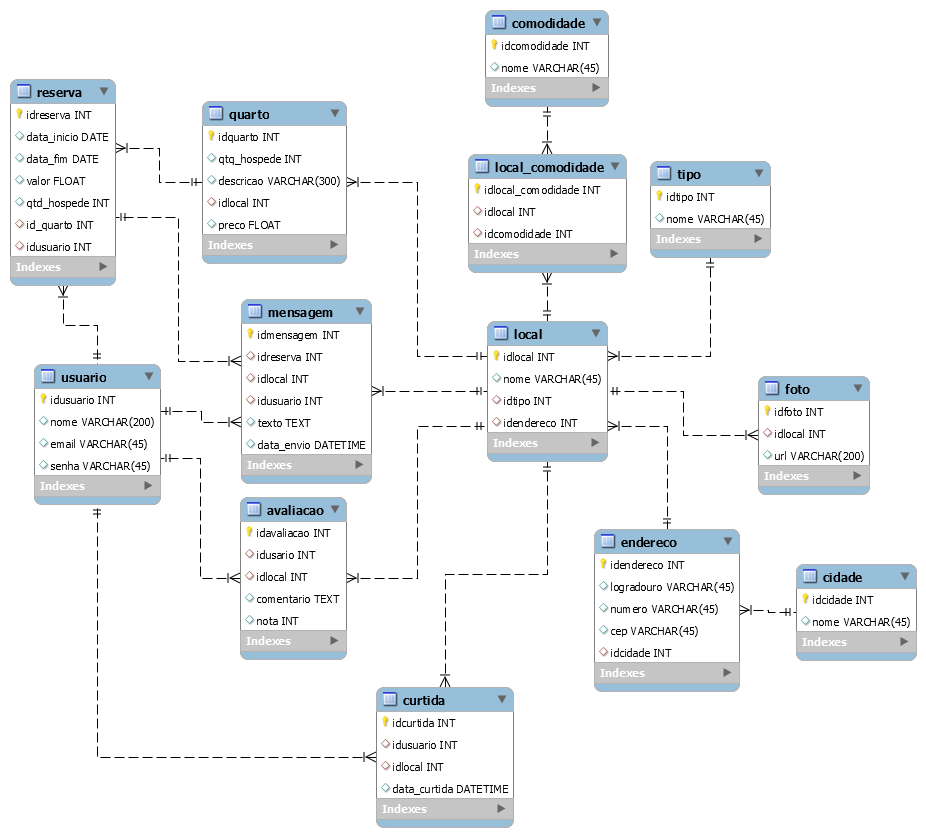 comodidade
idcomodidade INT
nome VARCHAR(45)
Indexes
reserva
idreserva INT
data_inicio DATE
data_fim DATE
valor FLOAT
qtd_hospede INT
id_quarto INT
idusuario INT
Indexes
quarto
idquarto INT
qtq_hospede INT
descricao VARCHAR(300)
idlocal INT
preco FLOAT
Indexes
local_comodidade
idlocal_comodidade INT
idlocal INT
idcomodidade INT
Indexes
tipo
idtipo INT
nome VARCHAR(45)
Indexes
mensagem
idmensagem INT
idreserva INT
idlocal INT
idusuario INT
texto TEXT
data_envio DATETIME
Indexes
local
idlocal INT
nome VARCHAR(45)
idtipo INT
idendereco INT
Indexes
usuario
idusuario INT
nome VARCHAR(200)
email VARCHAR(45)
senha VARCHAR(45)
Indexes
foto
idfoto INT
idlocal INT
url VARCHAR(200)
Indexes
avaliacao
idavaliacao INT
idusario INT
idlocal INT
comentario TEXT
nota INT
Indexes
endereco
idendereco INT
logradouro VARCHAR(45)
numero VARCHAR(45)
cep VARCHAR(45)
idcidade INT
Indexes
cidade
idcidade INT
nome VARCHAR(45)
Indexes
curtida
idcurtida INT
idusuario INT
idlocal INT
data_curtida DATETIME
Indexes